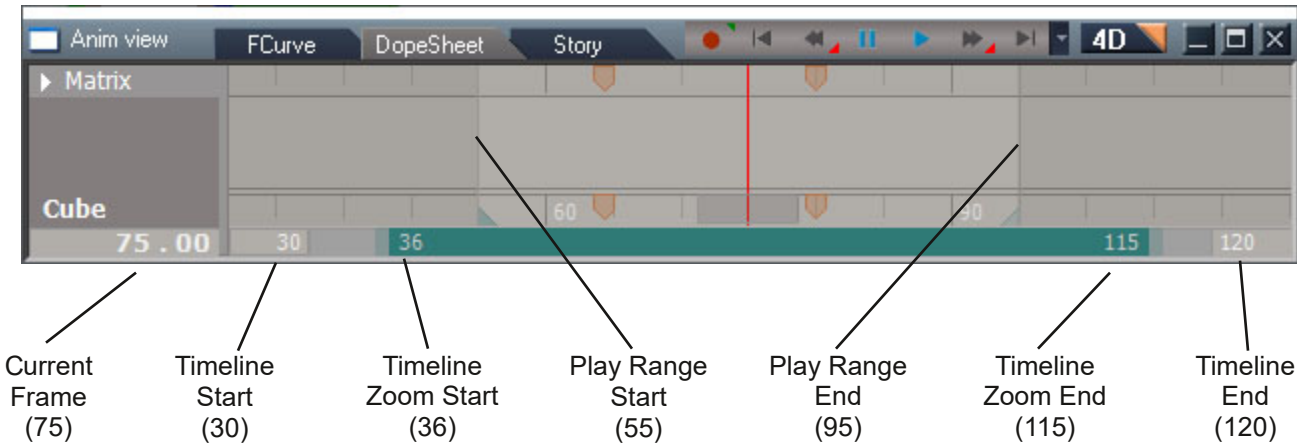 Anim view FCurve DopeSheet Story 4D
Matrix
Cube 60 90
75.00 30 36 115 120
Current Frame (75)
Timeline Start (30)
Timeline Zoom Start (36)
Play Range Start (55)
Play Range End (95)
Timeline Zoom End (115)
Timeline End (120)